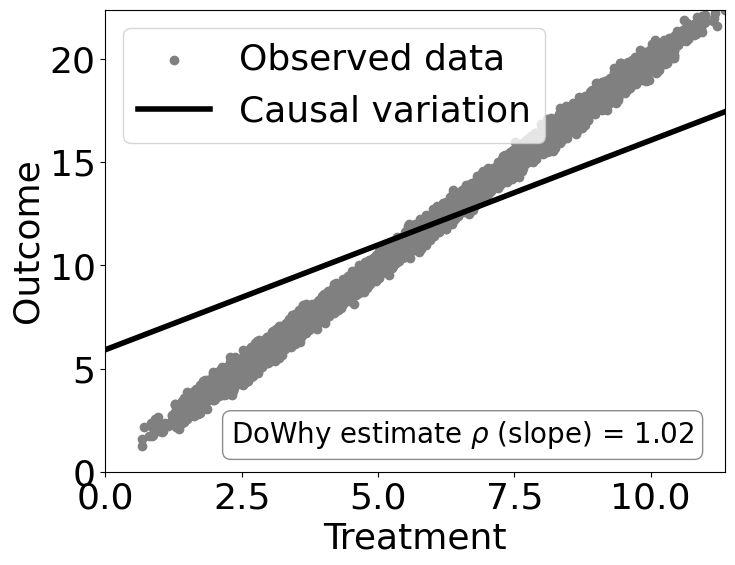 Observed data
Causal variation
20
15
10
5
0
Outcome
DoWhy estimate ρ (slope) = 1.02
0.0 2.5 5.0 7.5 10.0
Treatment